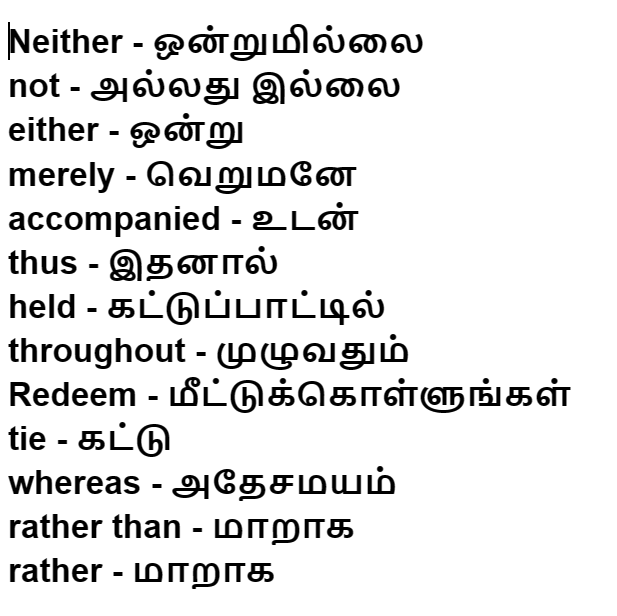 Neither - ஒன்றுமில்லை
not - அல்லது இல்லை
either - ஒன்று
merely - வெறுமனே
accompanied - உடன்
thus - இதனால்
held - கட்டுப்பாட்டில்
throughout - முழுவதும்
Redeem - மீட்டுக்கொள்ளுங்கள்
tie - கட்டு
whereas - அதேசமயம்
rather than - மாறாக
rather - மாறாக